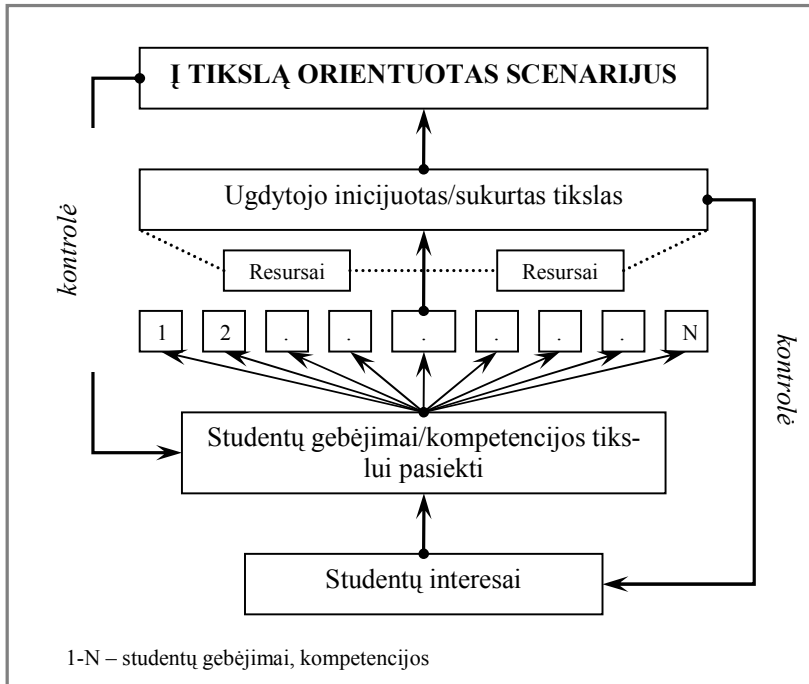 Į TIKSLĄ ORIENTUOTAS SCENARIJUS
kontrolė
Ugdytojo inicijuotas/sukurtas tikslas
Resursai
Resursai
1
2
.
.
.
.
.
.
N
kontrolė
Studentų gebėjimai/kompetencijos tiks-
lui pasiekti
Studentų interesai
1-N – studentų gebėjimai, kompetencijos